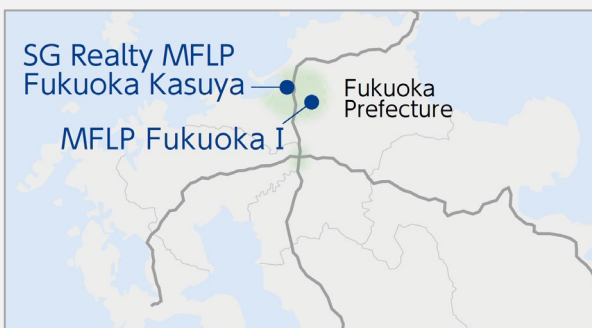 SG Realty MFLP
Fukuoka Kasuya
Fukuoka
Prefecture
MFLP Fukuoka I